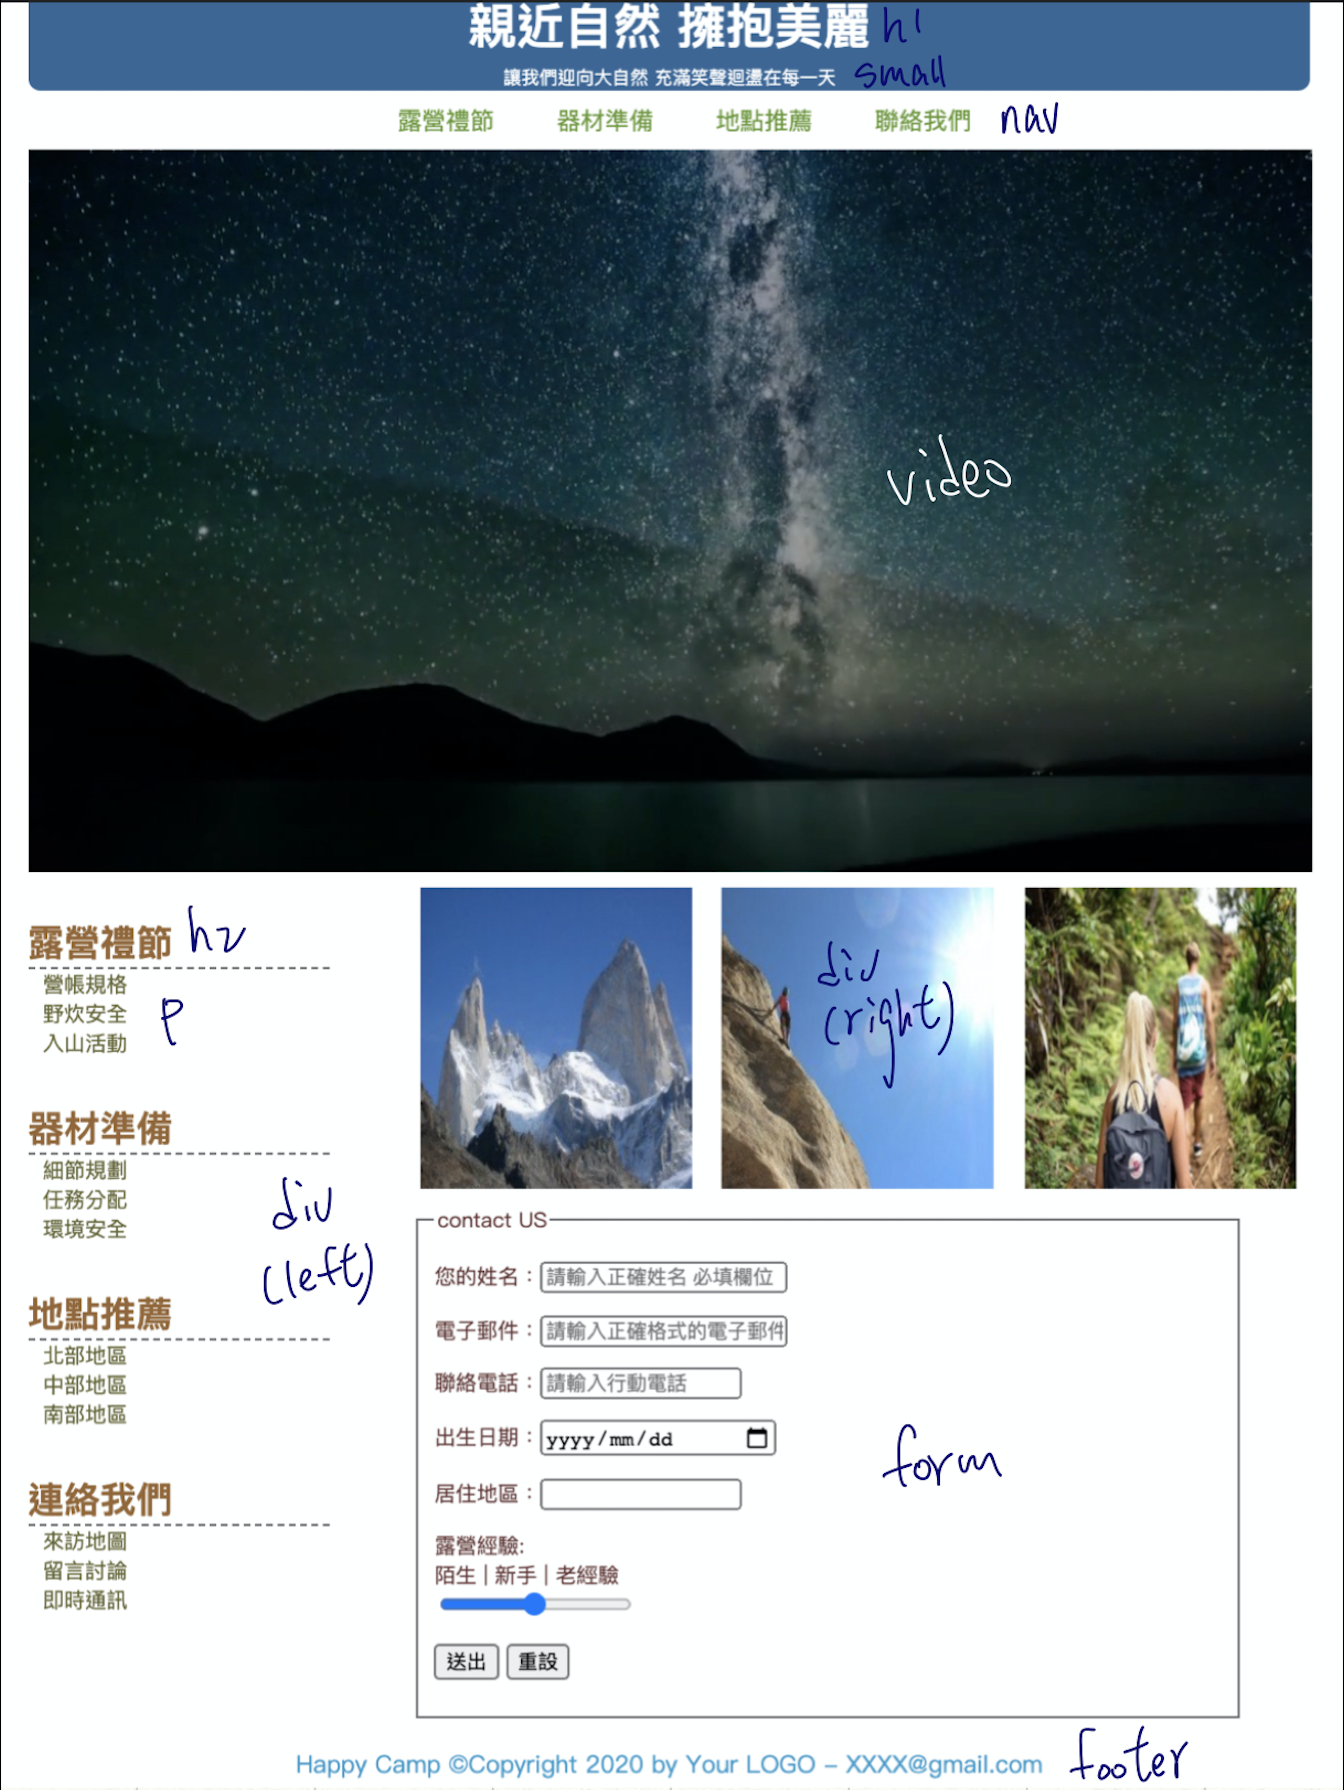 親近自然 擁抱美麗 h1
讓我們迎向大自然 充滿笑聲迴盪在每一天 small
露營禮節 器材準備 地點推薦 聯絡我們 nav
video
露營禮節 h2
營帳規格
野炊安全 p
入山活動
器材準備
細節規劃
任務分配
環境安全
div
(left)
地點推薦
北部地區
中部地區
南部地區
連絡我們
來訪地圖
留言討論
即時通訊
div
(right)
contact US
您的姓名：請輸入正確姓名 必填欄位
電子郵件：請輸入正確格式的電子郵件
聯絡電話：請輸入行動電話
出生日期：yyyy/mm/dd
居住地區：
露營經驗:
陌生 | 新手 | 老經驗
送出 重設
form
Happy Camp ©Copyright 2020 by Your LOGO – XXXX@gmail.com footer